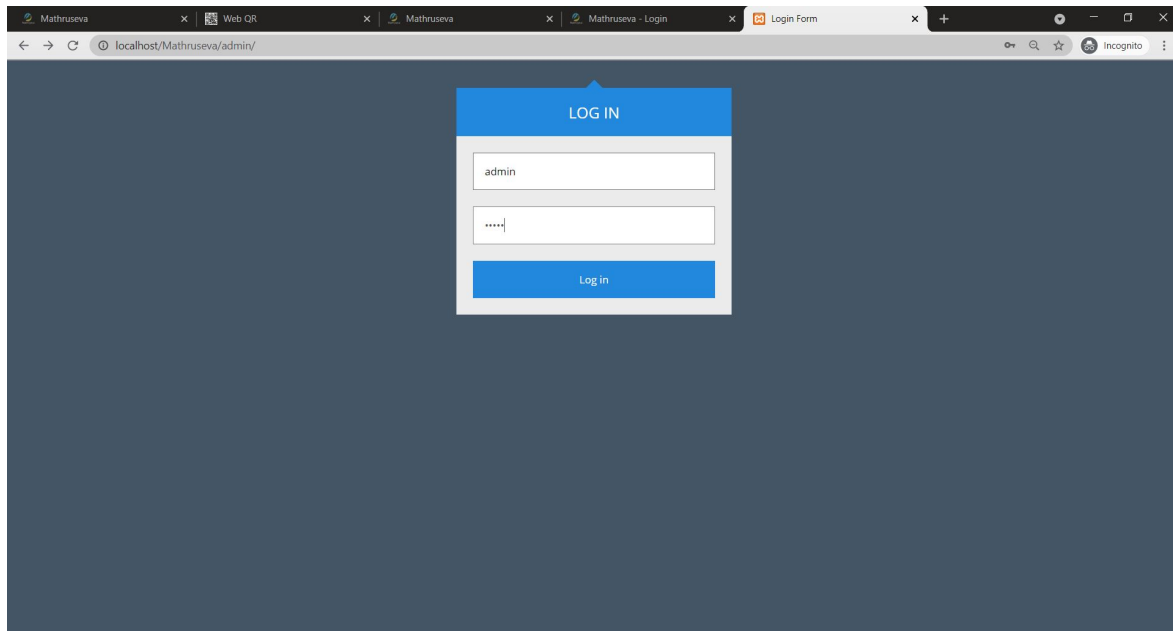 Mathruseva
Web QR
Mathruseva
Mathruseva - Login
Login Form
localhost/Mathruseva/admin/
Incognito
LOG IN
admin
•••••
Log in